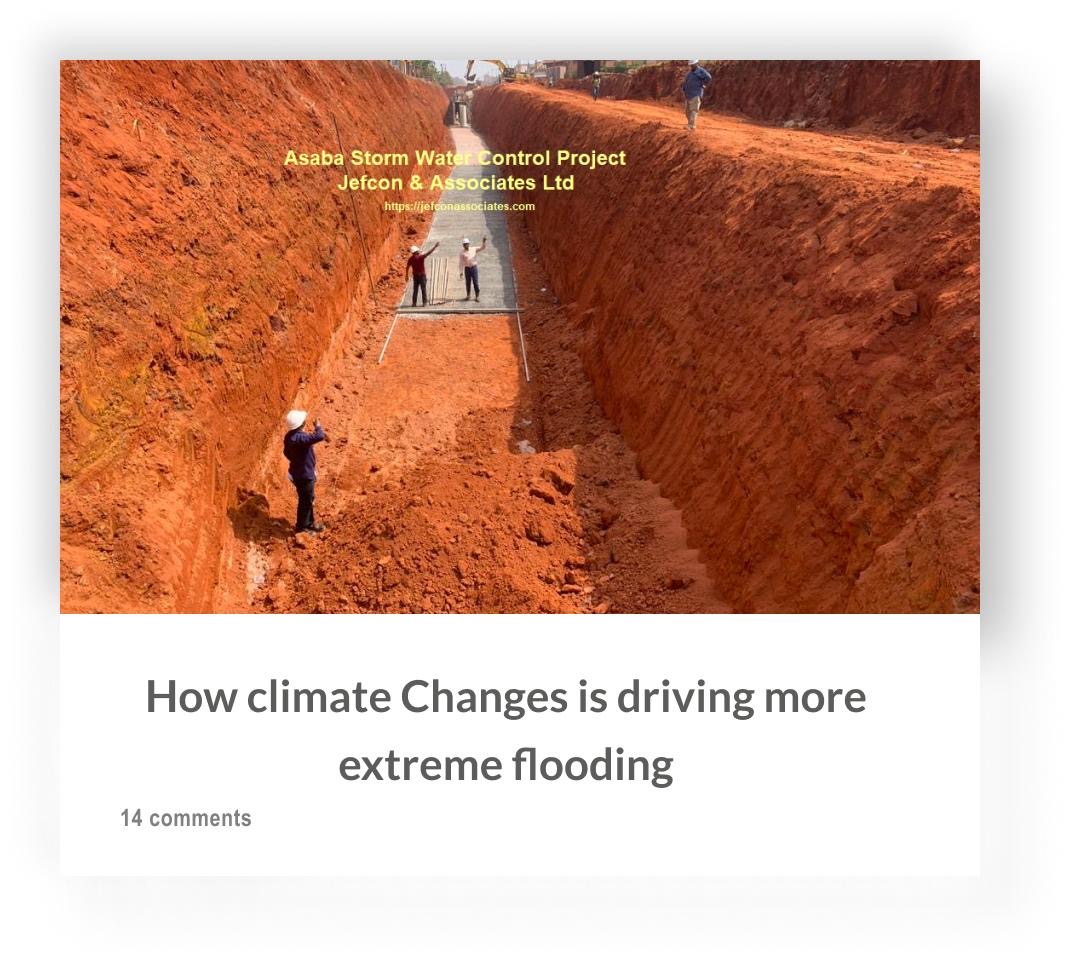 Asaba Storm Water Control Project
Jefcon & Associates Ltd
https://jefconassociates.com
How climate Changes is driving more
extreme flooding
14 comments